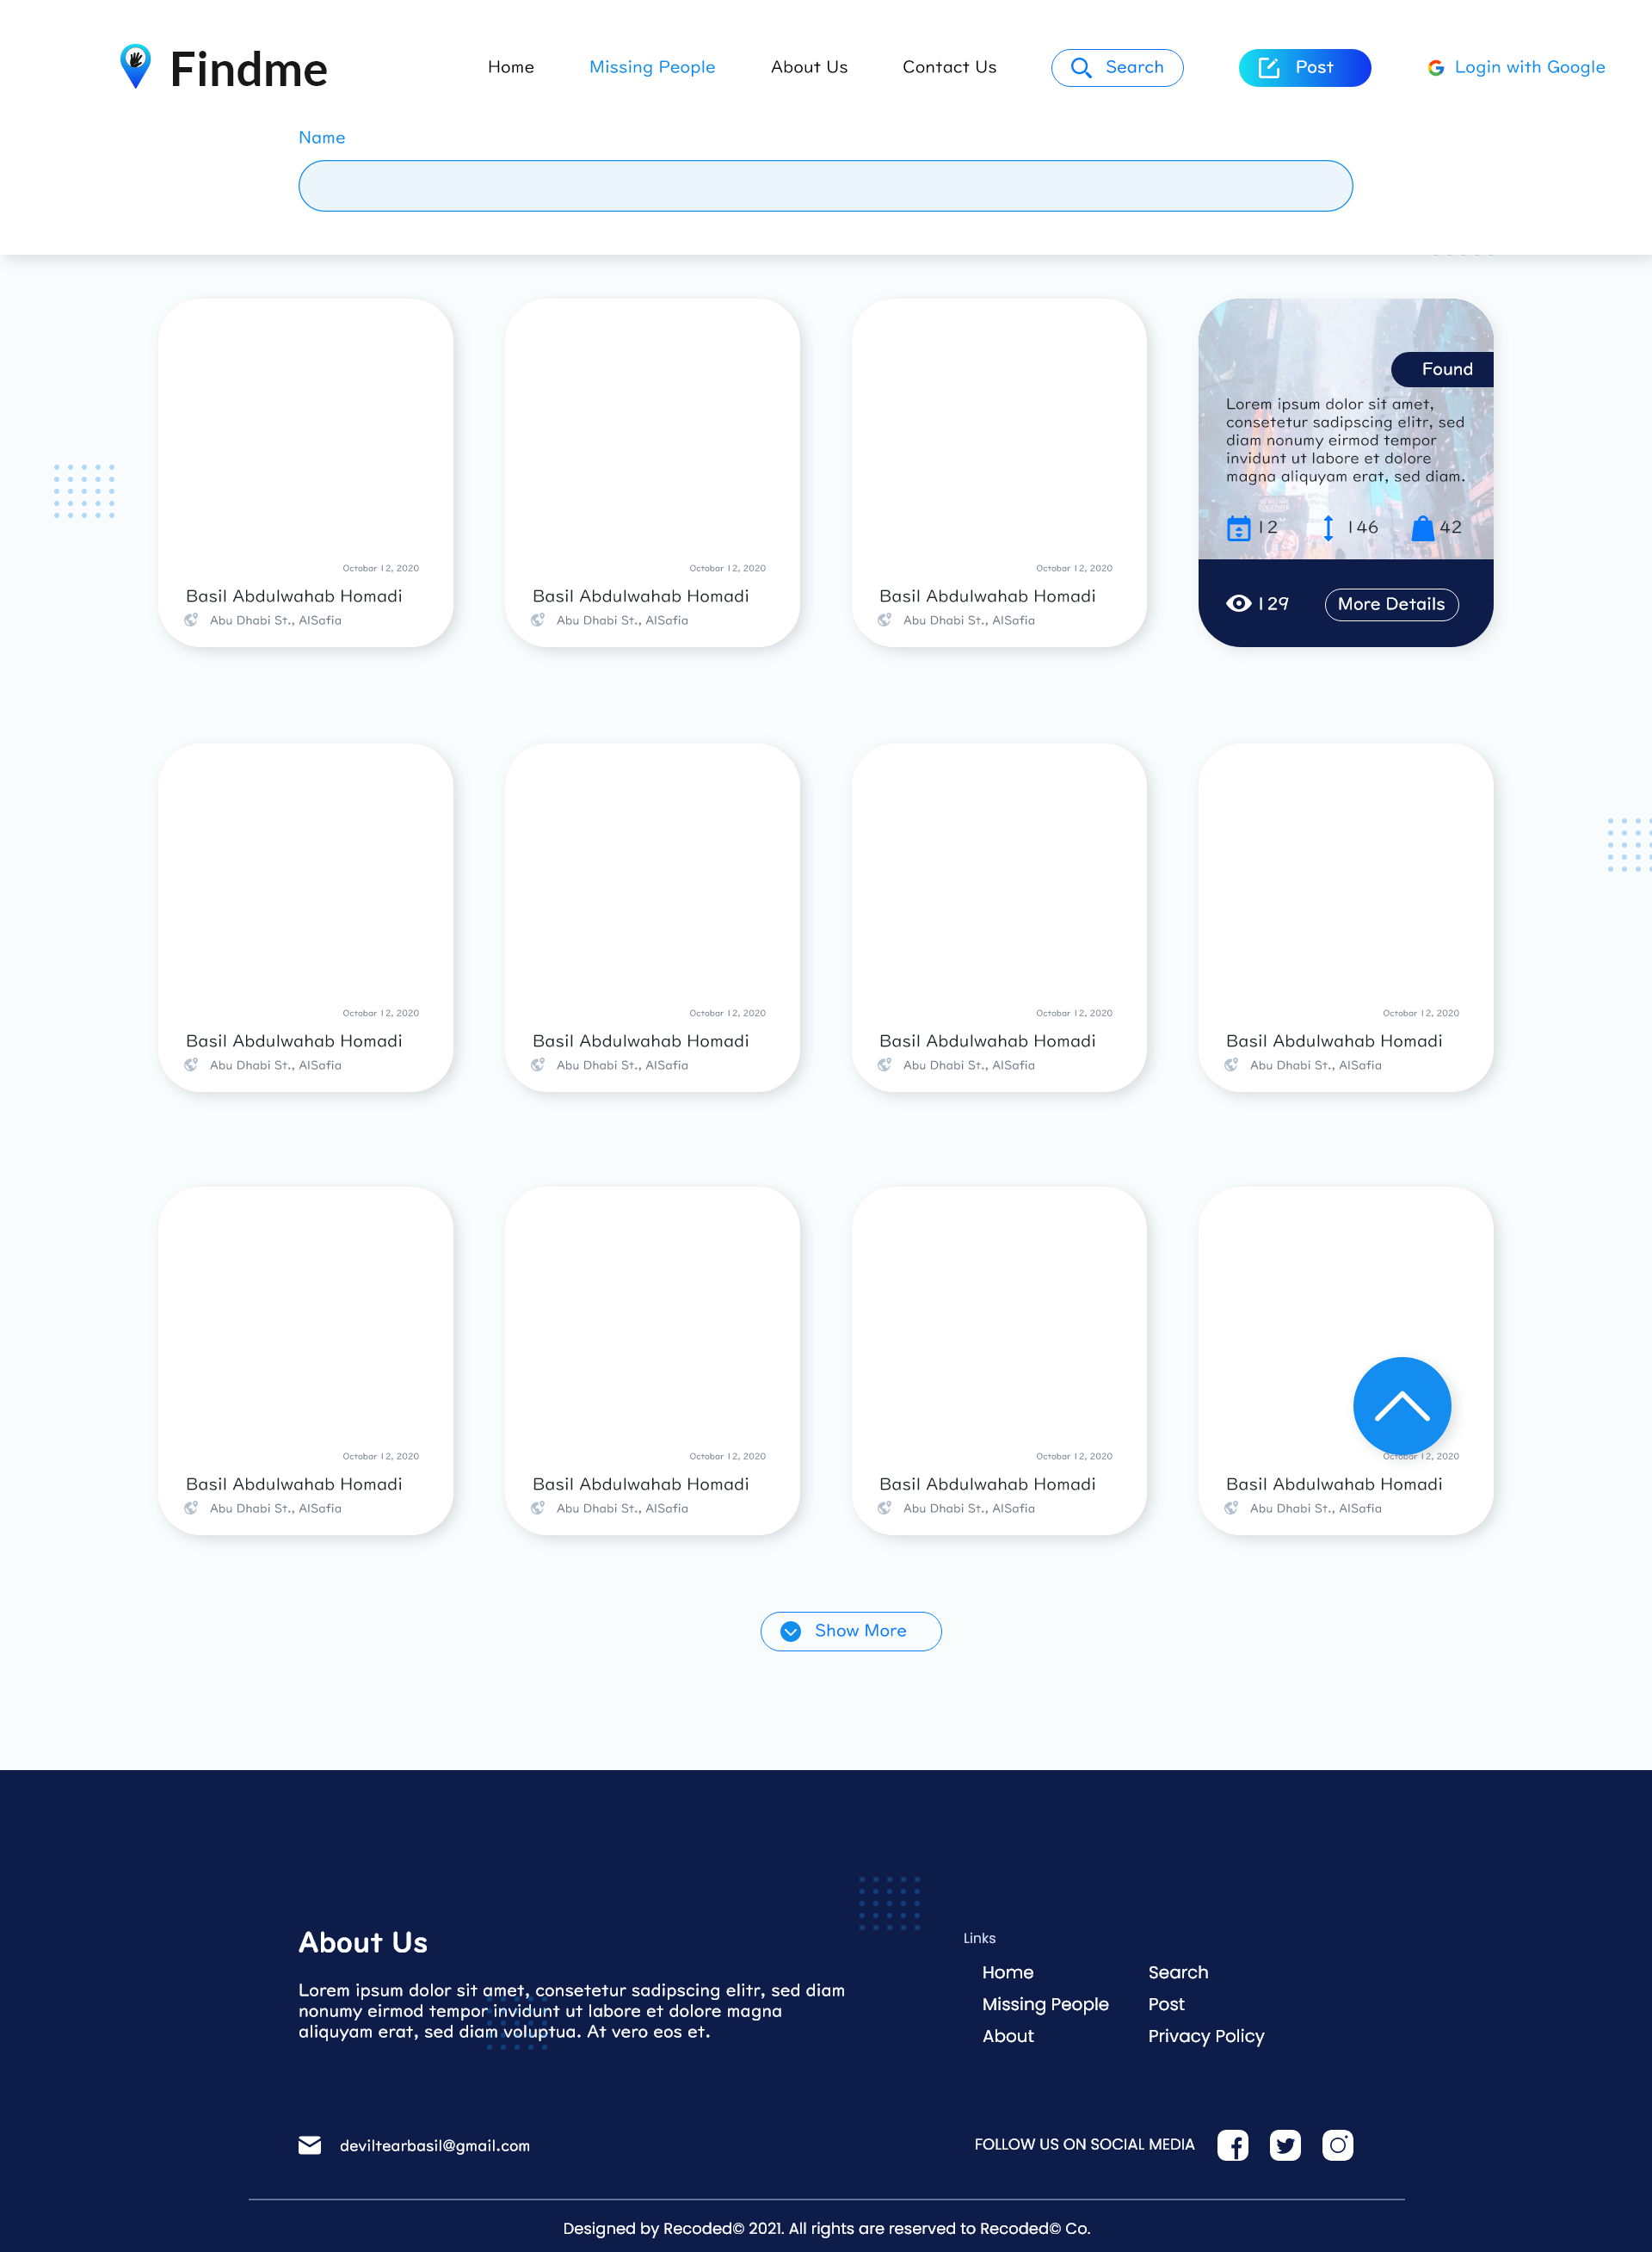 Findme
Home
Missing People
About Us
Contact Us
Search
Post
Login with Google
Name
Octobar 12, 2020
Basil Abdulwahab Homadi
Abu Dhabi St., AlSafia
Octobar 12, 2020
Basil Abdulwahab Homadi
Abu Dhabi St., AlSafia
Octobar 12, 2020
Basil Abdulwahab Homadi
Abu Dhabi St., AlSafia
Found
Lorem ipsum dolor sit amet,
consetetur sadipscing elitr, sed
diam nonumy eirmod tempor
invidunt ut labore et dolore
magna aliquyam erat, sed diam.
12
146
42
129
More Details
Octobar 12, 2020
Basil Abdulwahab Homadi
Abu Dhabi St., AlSafia
Octobar 12, 2020
Basil Abdulwahab Homadi
Abu Dhabi St., AlSafia
Octobar 12, 2020
Basil Abdulwahab Homadi
Abu Dhabi St., AlSafia
Octobar 12, 2020
Basil Abdulwahab Homadi
Abu Dhabi St., AlSafia
Octobar 12, 2020
Basil Abdulwahab Homadi
Abu Dhabi St., AlSafia
Octobar 12, 2020
Basil Abdulwahab Homadi
Abu Dhabi St., AlSafia
Octobar 12, 2020
Basil Abdulwahab Homadi
Abu Dhabi St., AlSafia
Octobar 12, 2020
Basil Abdulwahab Homadi
Abu Dhabi St., AlSafia
Show More
About Us
Lorem ipsum dolor sit amet, consetetur sadipscing elitr, sed diam
nonumy eirmod tempor invidunt ut labore et dolore magna
aliquyam erat, sed diam voluptua. At vero eos et.
Links
Home
Search
Missing People
Post
About
Privacy Policy
deviltearbasil@gmail.com
FOLLOW US ON SOCIAL MEDIA
Designed by Recoded© 2021. All rights are reserved to Recoded© Co.